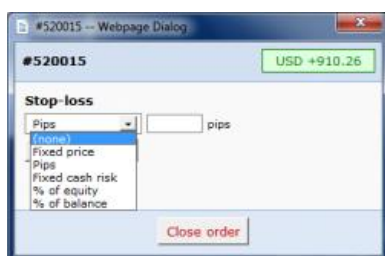 #520015 -- Webpage Dialog
#520015
USD +910.26
Stop-loss
Pips
pips
(none)
Fixed price
Pips
Fixed cash risk
% of equity
% of balance
Close order